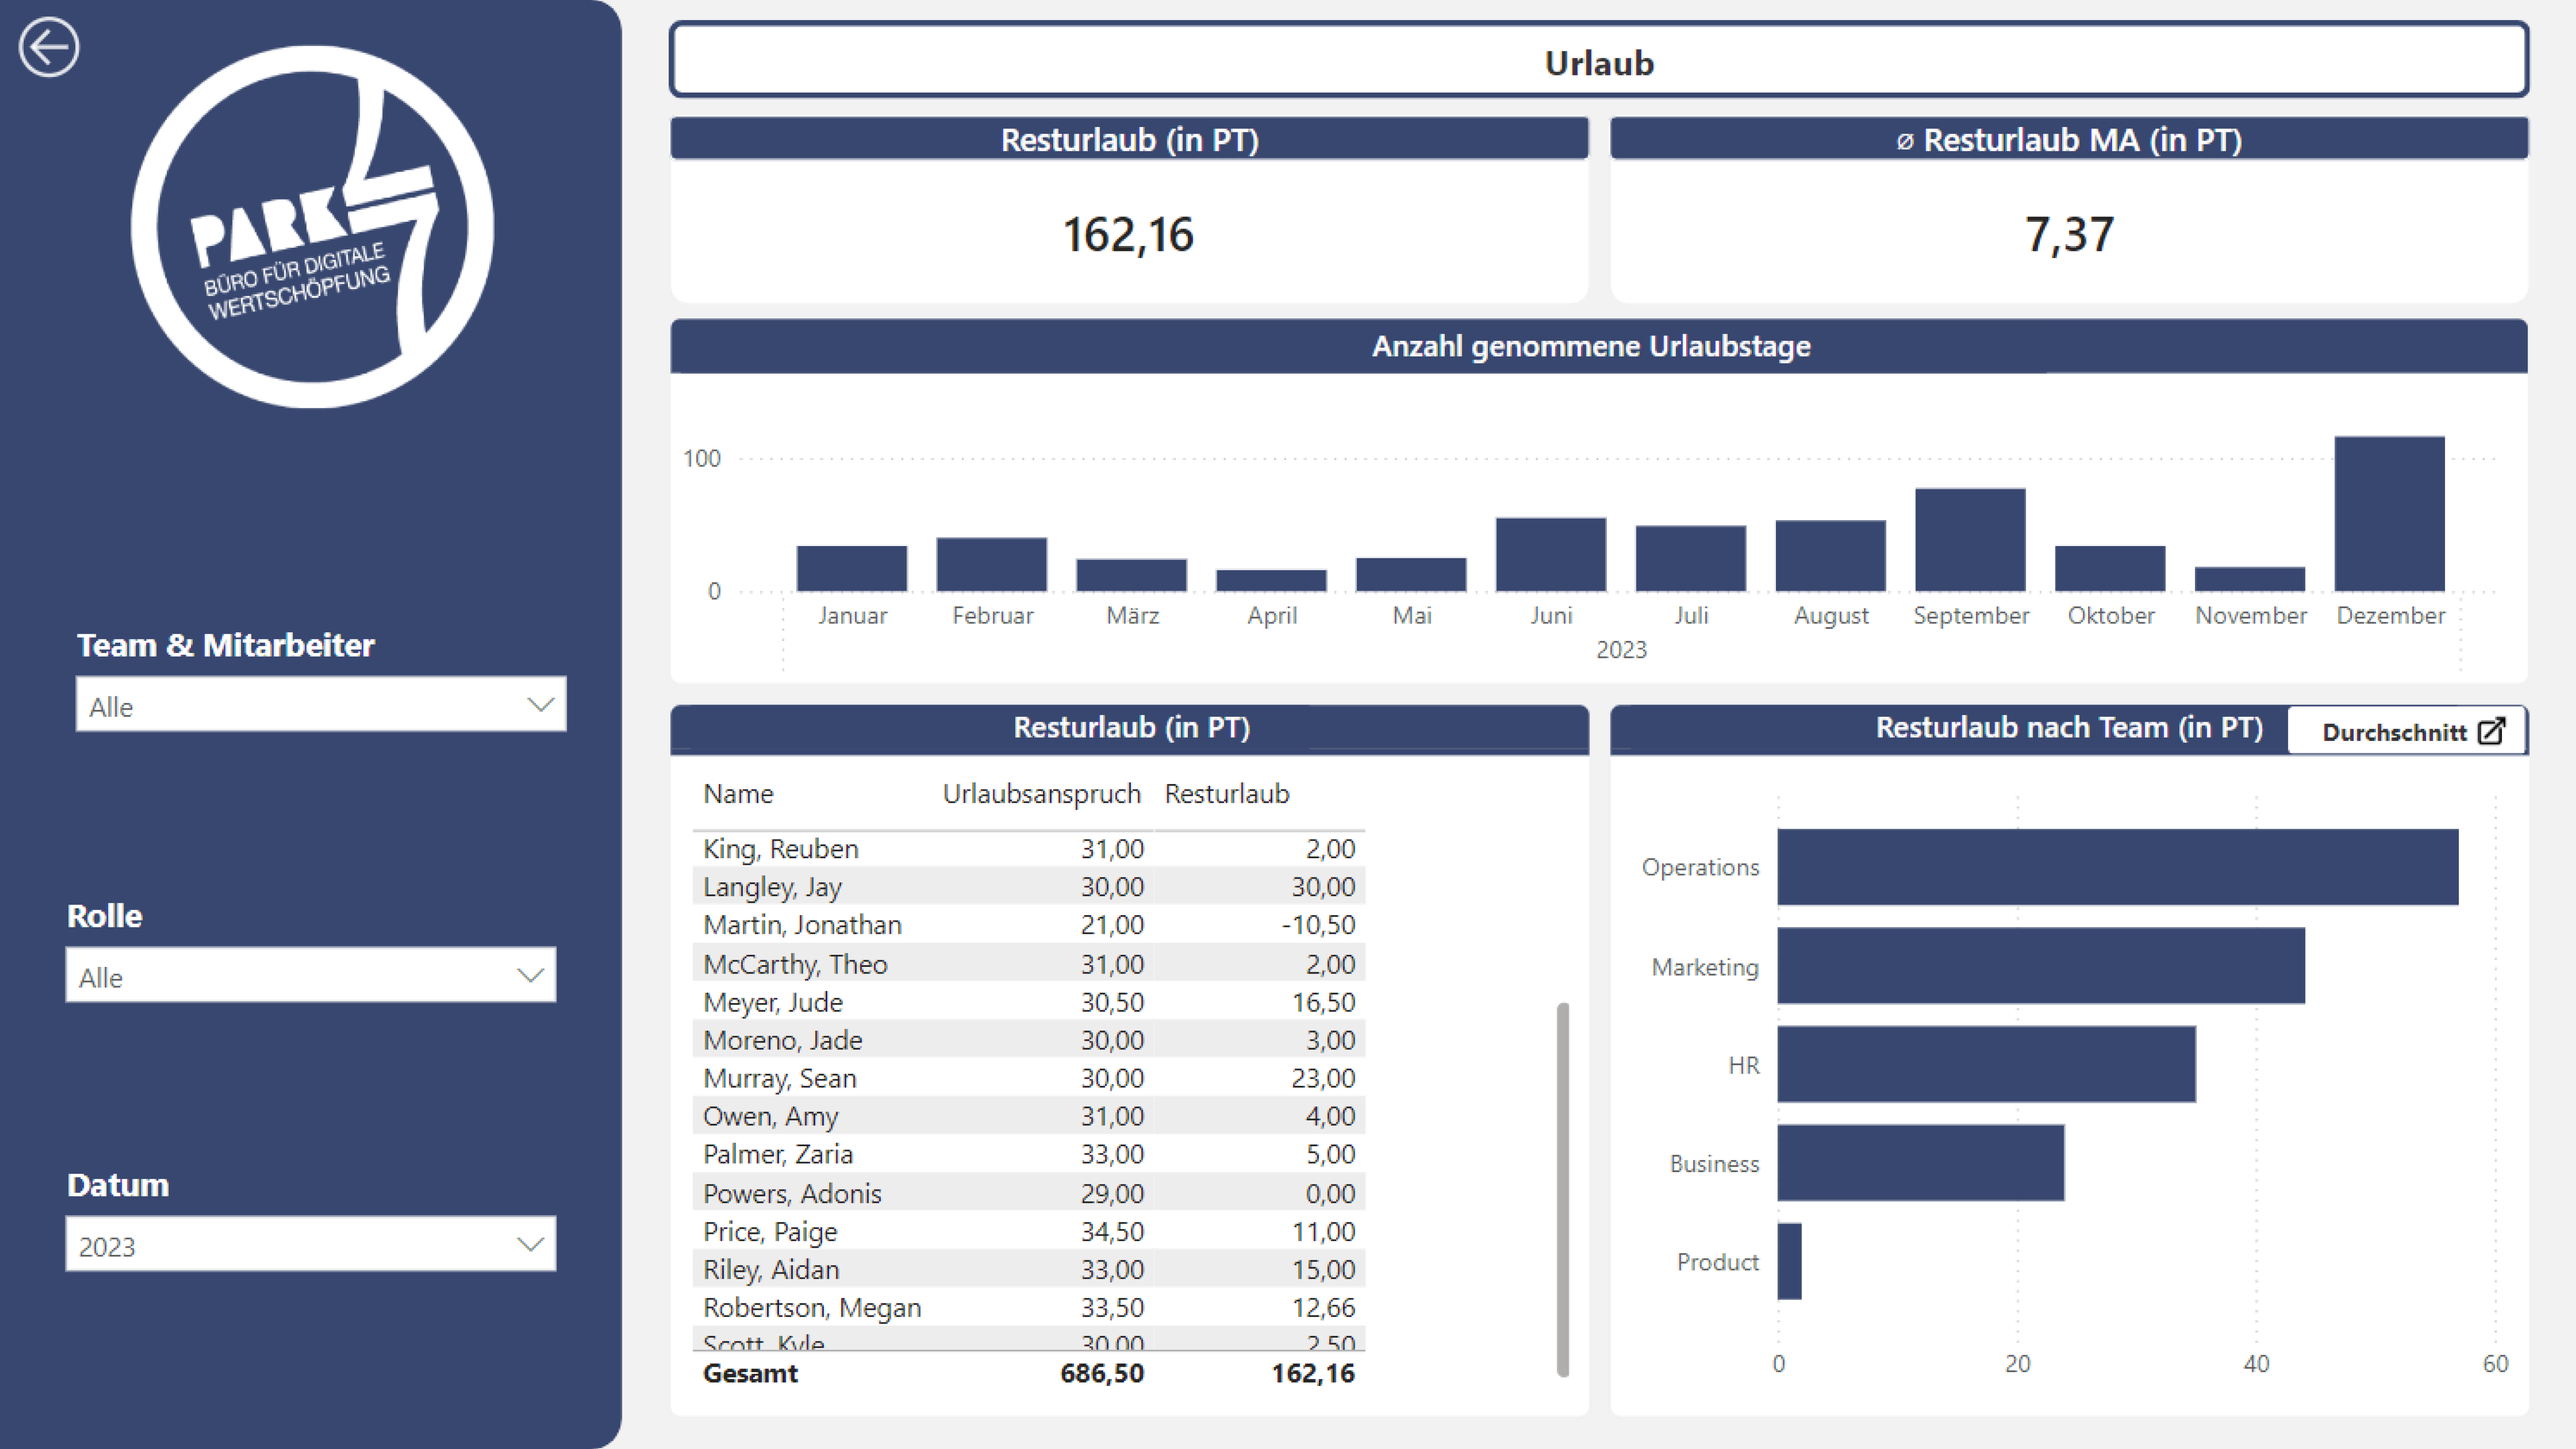 PARK 47
BÜRO FÜR DIGITALE
WERTSCHÖPFUNG
Team & Mitarbeiter
Alle
Rolle
Alle
Datum
2023
Urlaub
Resturlaub (in PT)
162,16
⌀ Resturlaub MA (in PT)
7,37
Anzahl genommene Urlaubstage
100
0
Januar Februar März April Mai Juni Juli August September Oktober November Dezember
2023
Resturlaub (in PT)
Name Urlaubsanspruch Resturlaub
King, Reuben 31,00 2,00
Langley, Jay 30,00 30,00
Martin, Jonathan 21,00 -10,50
McCarthy, Theo 31,00 2,00
Meyer, Jude 30,50 16,50
Moreno, Jade 30,00 3,00
Murray, Sean 30,00 23,00
Owen, Amy 31,00 4,00
Palmer, Zaria 33,00 5,00
Powers, Adonis 29,00 0,00
Price, Paige 34,50 11,00
Riley, Aidan 33,00 15,00
Robertson, Megan 33,50 12,66
Scott, Kyle 30,00 2,50
Gesamt 686,50 162,16
Resturlaub nach Team (in PT)
Durchschnitt
Operations
Marketing
HR
Business
Product
0 20 40 60